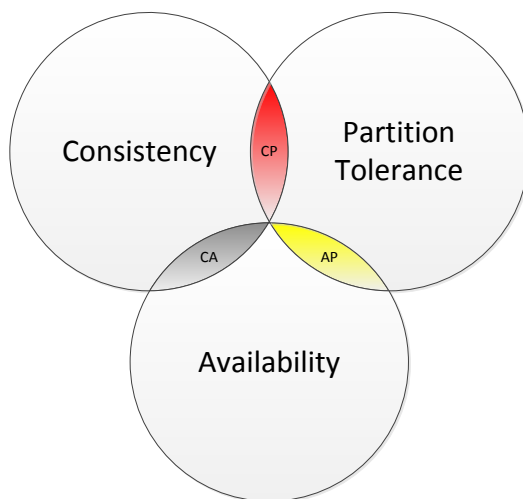 Consistency
CP
Partition
Tolerance
CA
AP
Availability